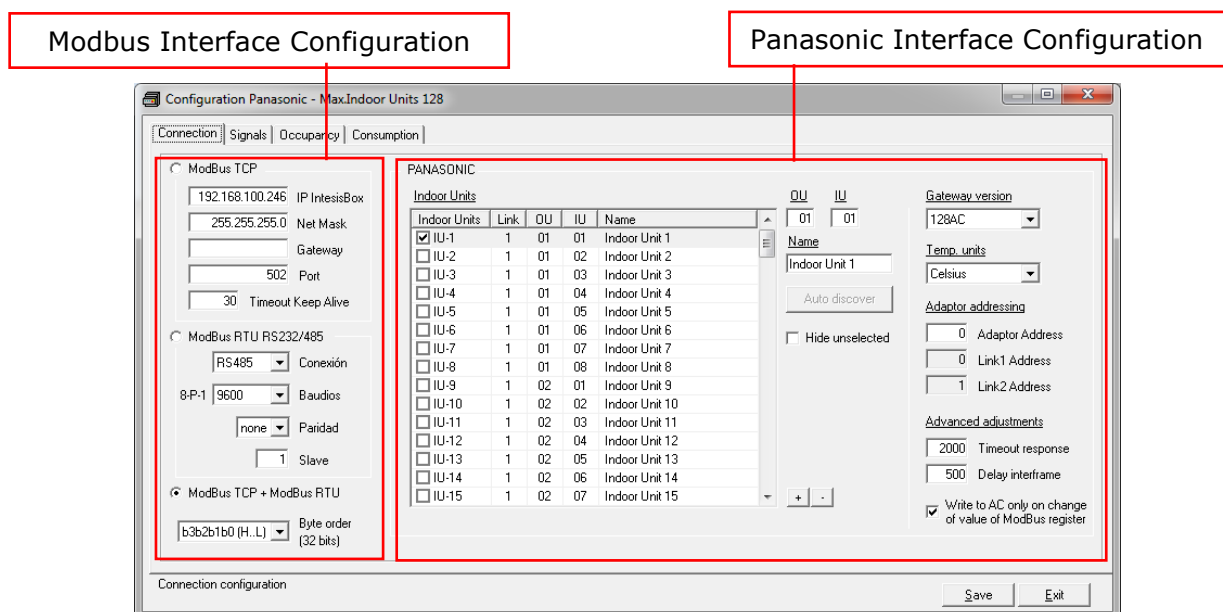 Modbus Interface Configuration
Panasonic Interface Configuration
Configuration Panasonic - Max.Indoor Units 128
Connection Signals Occupancy Consumption
ModBus TCP
192.168.100.246 IP IntesisBox
255.255.255.0 Net Mask
Gateway
502 Port
30 Timeout Keep Alive
ModBus RTU RS232/485
RS485 Conexión
8-P-1 9600 Baudios
none Paridad
1 Slave
ModBus TCP + ModBus RTU
b3b2b1b0 (H..L) Byte order
(32 bits)
PANASONIC
Indoor Units
Indoor Units Link OU IU Name
IU-1 1 01 01 Indoor Unit 1
IU-2 1 01 02 Indoor Unit 2
IU-3 1 01 03 Indoor Unit 3
IU-4 1 01 04 Indoor Unit 4
IU-5 1 01 05 Indoor Unit 5
IU-6 1 01 06 Indoor Unit 6
IU-7 1 01 07 Indoor Unit 7
IU-8 1 01 08 Indoor Unit 8
IU-9 1 02 01 Indoor Unit 9
IU-10 1 02 02 Indoor Unit 10
IU-11 1 02 03 Indoor Unit 11
IU-12 1 02 04 Indoor Unit 12
IU-13 1 02 05 Indoor Unit 13
IU-14 1 02 06 Indoor Unit 14
IU-15 1 02 07 Indoor Unit 15
OU IU
01 01
Name
Indoor Unit 1
Auto discover
Hide unselected
+ -
Gateway version
128AC
Temp. units
Celsius
Adaptor addressing
0 Adaptor Address
0 Link1 Address
1 Link2 Address
Advanced adjustments
2000 Timeout response
500 Delay interframe
Write to AC only on change
of value of ModBus register
Connection configuration
Save Exit